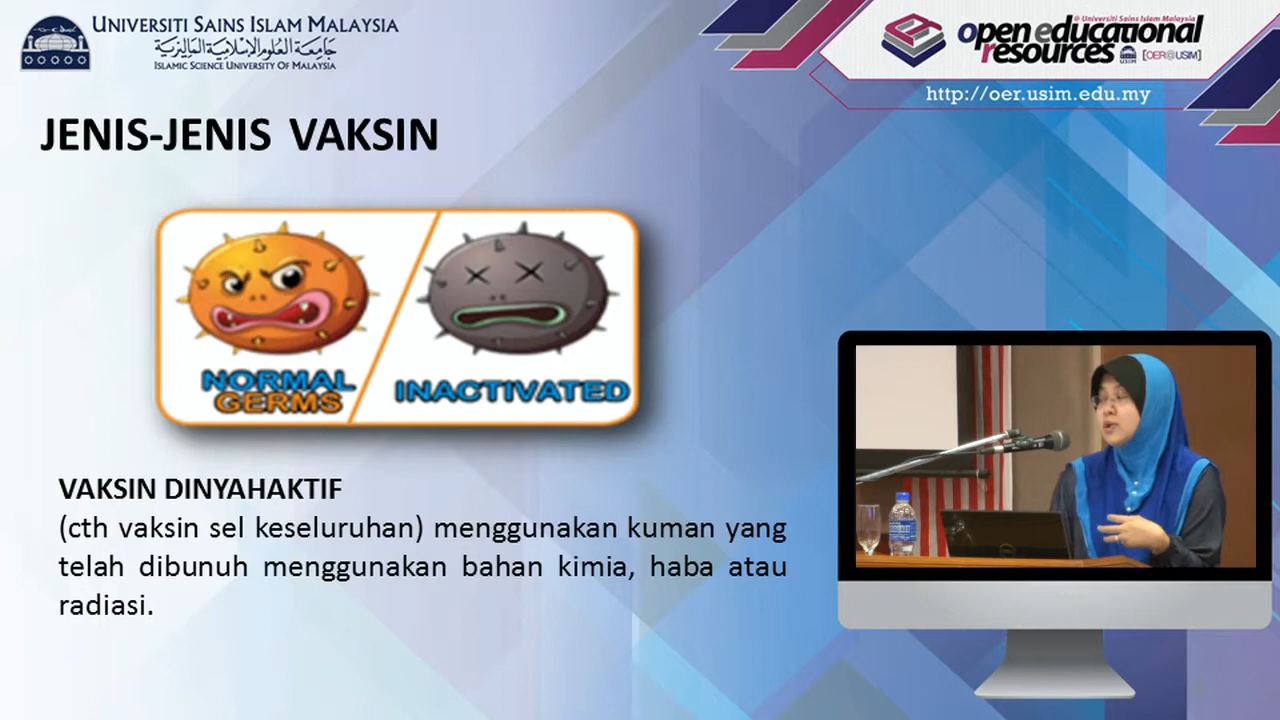 UNIVERSITI SAINS ISLAM MALAYSIA
جامعة العلوم الإسلامية الماليزية
ISLAMIC SCIENCE UNIVERSITY OF MALAYSIA
@ Universiti Sains Islam Malaysia
open educational
resources
USIM [OER@USIM]
http://oer.usim.edu.my
JENIS-JENIS VAKSIN
NORMAL
GERMS
INACTIVATED
VAKSIN DINYAHAKTIF
(cth vaksin sel keseluruhan) menggunakan kuman yang
telah dibunuh menggunakan bahan kimia, haba atau
radiasi.